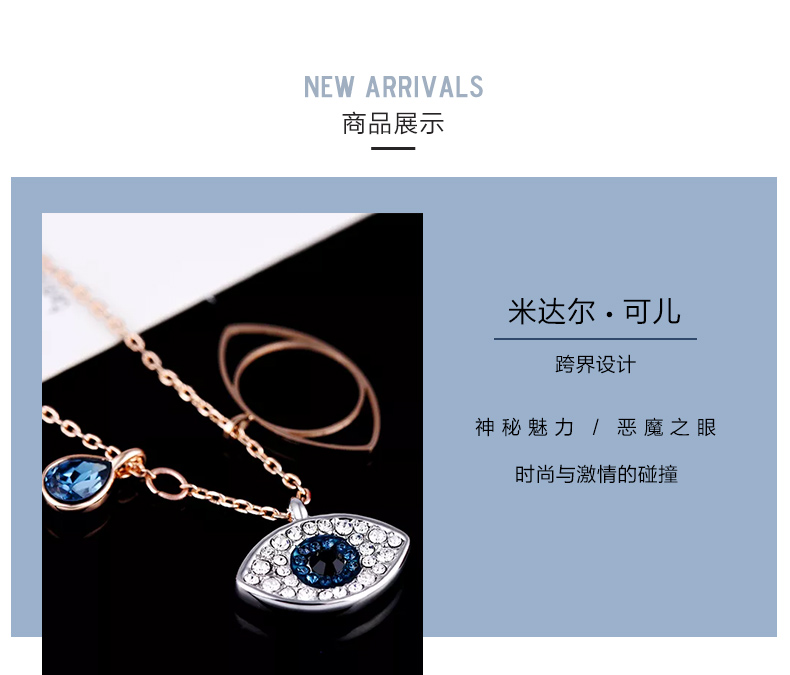 NEW ARRIVALS
商品展示
米达尔·可儿
跨界设计
神秘魅力 / 恶魔之眼
时尚与激情的碰撞